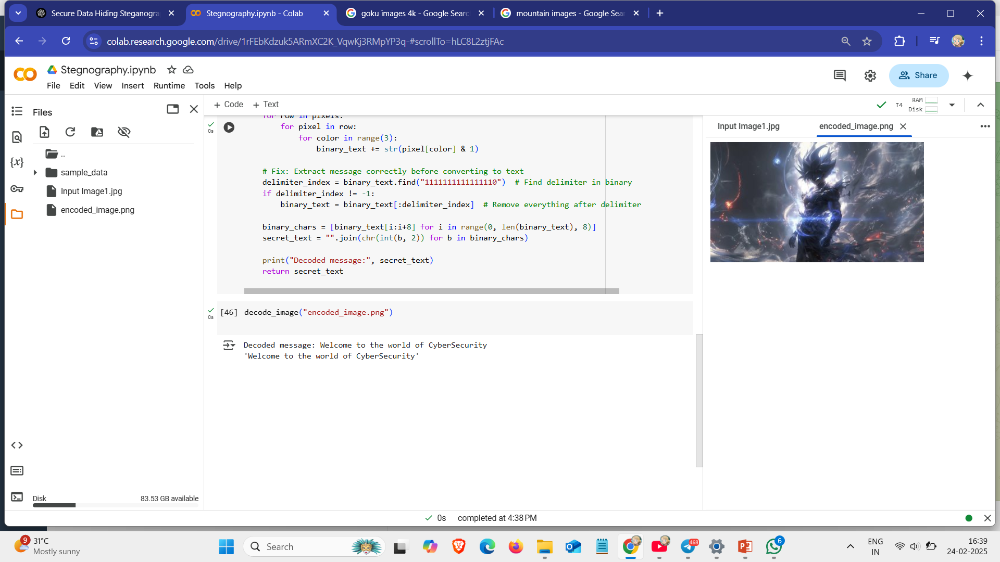 Secure Data Hiding Steganogra
Stegnography.ipynb - Colab
goku images 4k - Google Searc
mountain images - Google Sea
colab.research.google.com/drive/1rFEbKdzuk5ARmXC2K_VqwKj3RMpYP3q-#scrollTo=hLC8L2ztjFAc
Stegnography.ipynb
File Edit View Insert Runtime Tools Help
Share
Files
+ Code + Text
T4 RAM
Disk
..
sample_data
Input Image1.jpg
encoded_image.png
Disk 83.53 GB available
0s
for row in pixels:
for pixel in row:
for color in range(3):
binary_text += str(pixel[color] & 1)
# Fix: Extract message correctly before converting to text
delimiter_index = binary_text.find("1111111111111110")  # Find delimiter in binary
if delimiter_index != -1:
binary_text = binary_text[:delimiter_index]  # Remove everything after delimiter
binary_chars = [binary_text[i:i+8] for i in range(0, len(binary_text), 8)]
secret_text = "".join(chr(int(b, 2)) for b in binary_chars)
print("Decoded message:", secret_text)
return secret_text
0s
[46] decode_image("encoded_image.png")
Decoded message: Welcome to the world of CyberSecurity
'Welcome to the world of CyberSecurity'
Input Image1.jpg
encoded_image.png
0s completed at 4:38 PM
9
31°C
Mostly sunny
Search
468
6
ENG
IN
16:39
24-02-2025